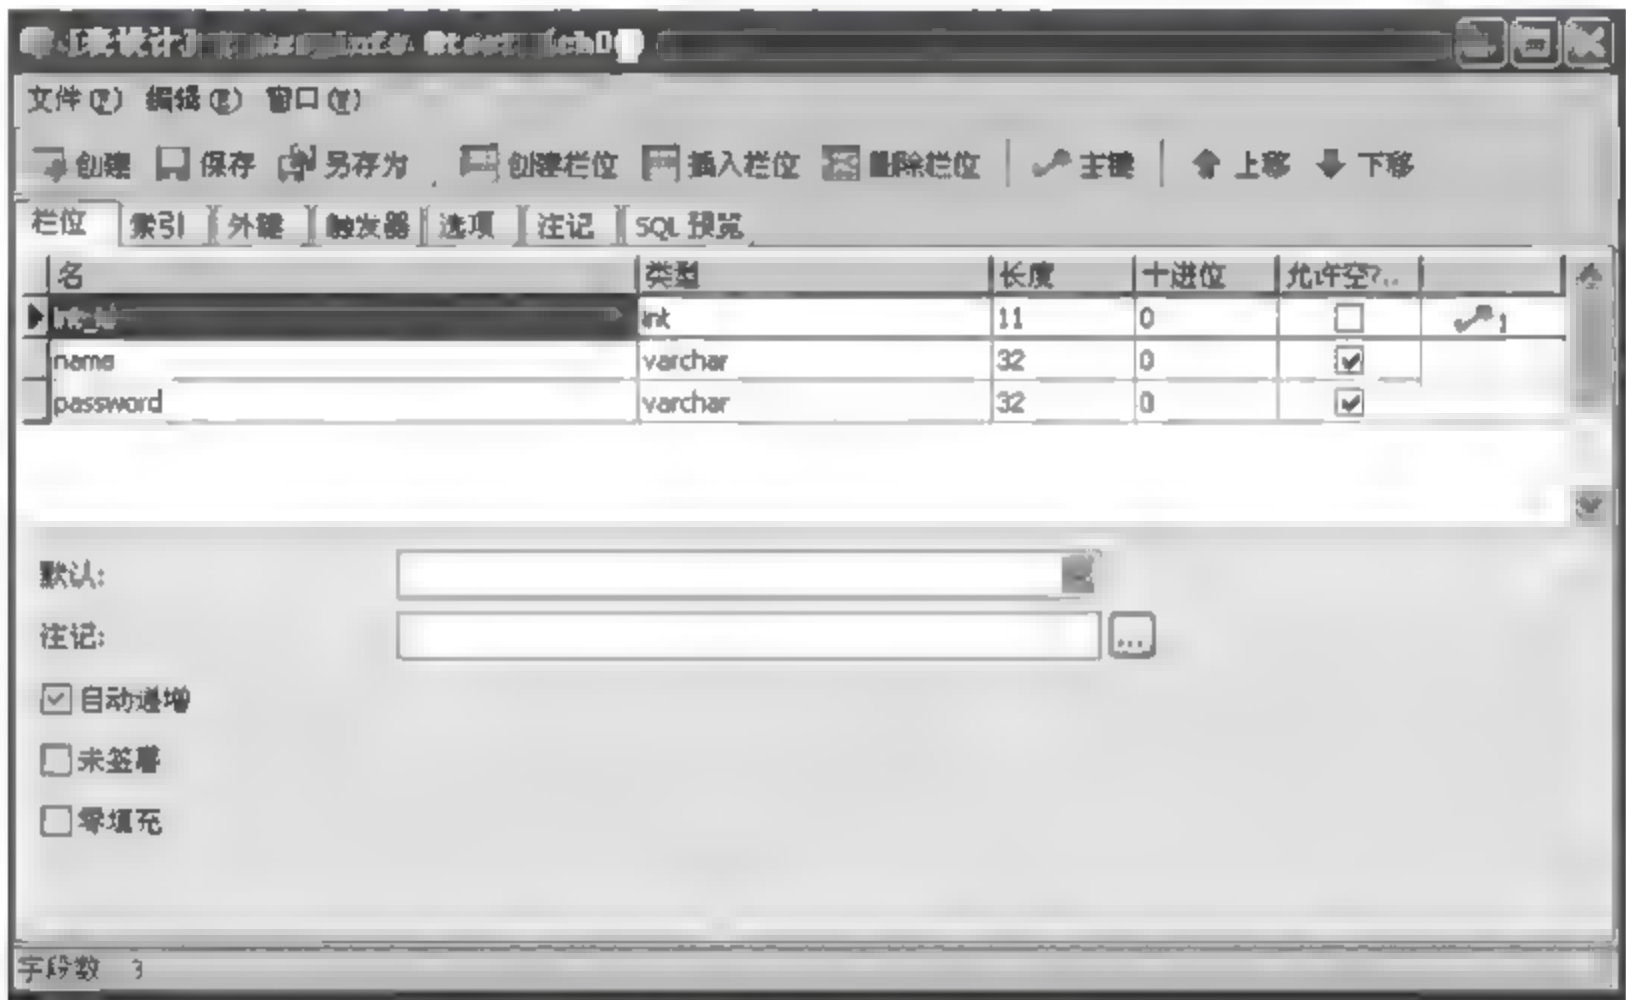 [表设计]
文件(F) 编辑(E) 窗口(W)
创建 保存 另存为 创建栏位 插入栏位 删除栏位 主键 上移 下移
栏位 索引 外键 触发器 选项 注记 SQL 预览
名 类型 长度 十进位 允许空?..
int 11 0 1
name varchar 32 0
password varchar 32 0
默认:
注记:
...
自动递增
未签署
零填充
字段数 3